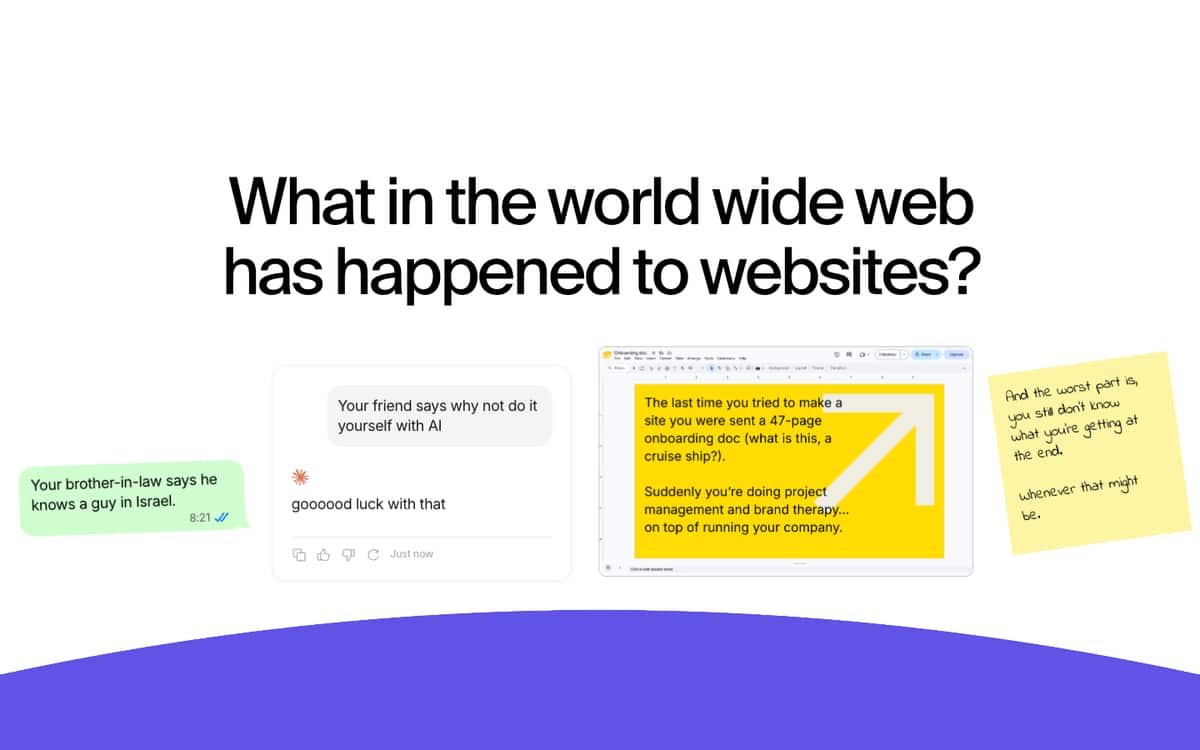 What in the world wide web
has happened to websites?
Your brother-in-law says he
knows a guy in Israel.
8:21
Your friend says why not do it
yourself with AI
goooood luck with that
Just now
Onboarding.doc
The last time you tried to make a
site you were sent a 47-page
onboarding doc (what is this, a
cruise ship?).
Suddenly you're doing project
management and brand therapy...
on top of running your company.
And the worst part is,
you still don't know
what you're getting at
the end.
whenever that might
be.